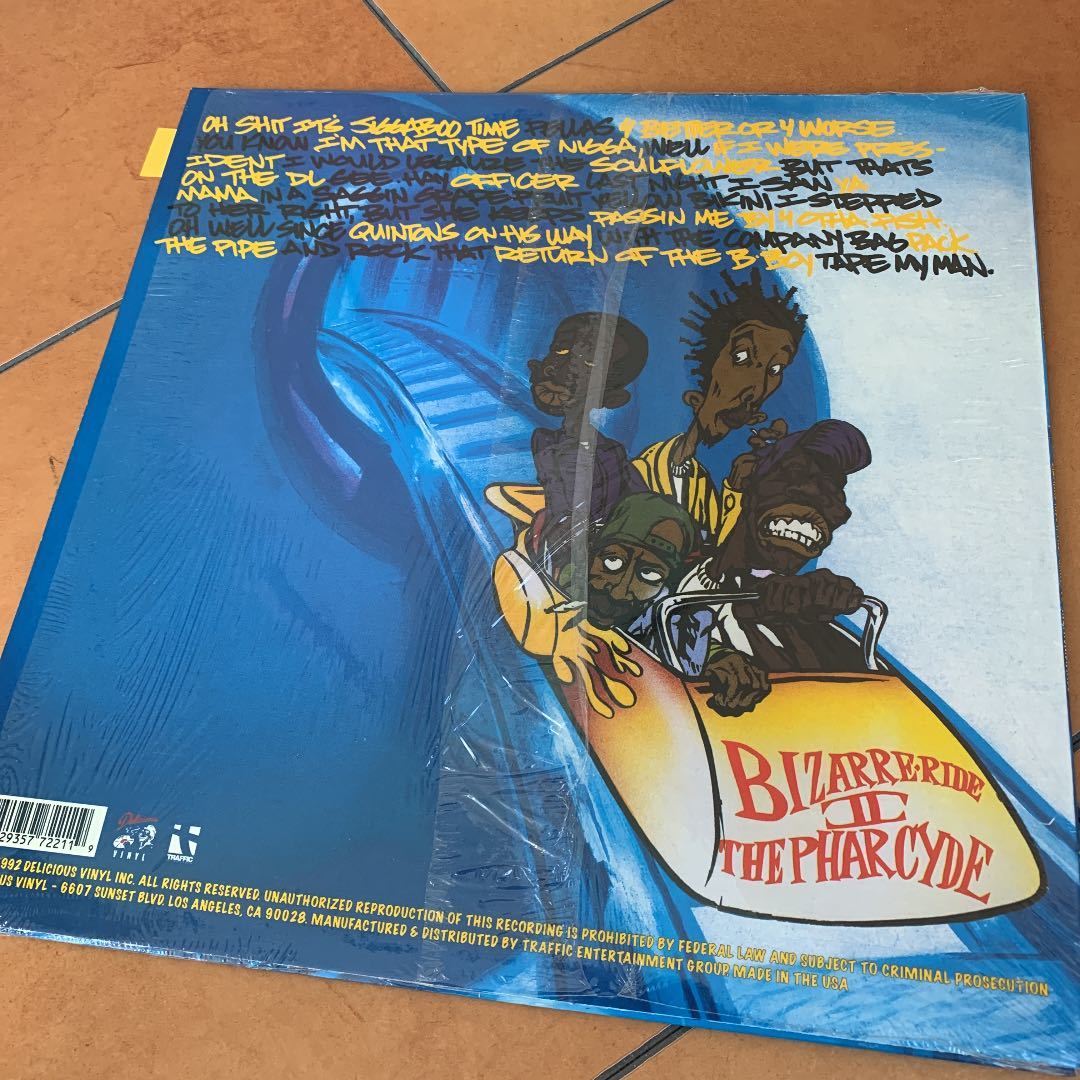 OH SHIT IT'S JIGGABOO TIME FELLAS 4 BETTER OR 4 WORSE
YOU KNOW I'M THAT TYPE OF NIGGA, WELL IF I WERE PRES-
IDENT I WOULD LEGALIZE THE SOULFLOWER BUT THATS
ON THE DL SEE HAY OFFICER LAST NIGHT I SAW YA
MAMA IN A SAGGIN YELLOW BIKINI I STEPPED
TO HER RIGHT, BUT SHE KEEPS PASSIN ME BY 4 OTHA FISH.
OH WELL SINCE QUINTONS ON HIS WAY WITH THE COMPANY BAG PACK
THE PIPE AND ROCK THAT RETURN OF THE B-BOY TAPE MY MAN.
BIZARRE·RIDE
II
THE PHARCYDE
29357 72211 9
Delicious
VINYL
TRAFFIC
992 DELICIOUS VINYL INC. ALL RIGHTS RESERVED. UNAUTHORIZED REPRODUCTION OF THIS RECORDING IS PROHIBITED BY FEDERAL LAW AND SUBJECT TO CRIMINAL PROSECUTION.
US VINYL - 6607 SUNSET BLVD. LOS ANGELES, CA 90028. MANUFACTURED & DISTRIBUTED BY TRAFFIC ENTERTAINMENT GROUP. MADE IN THE USA